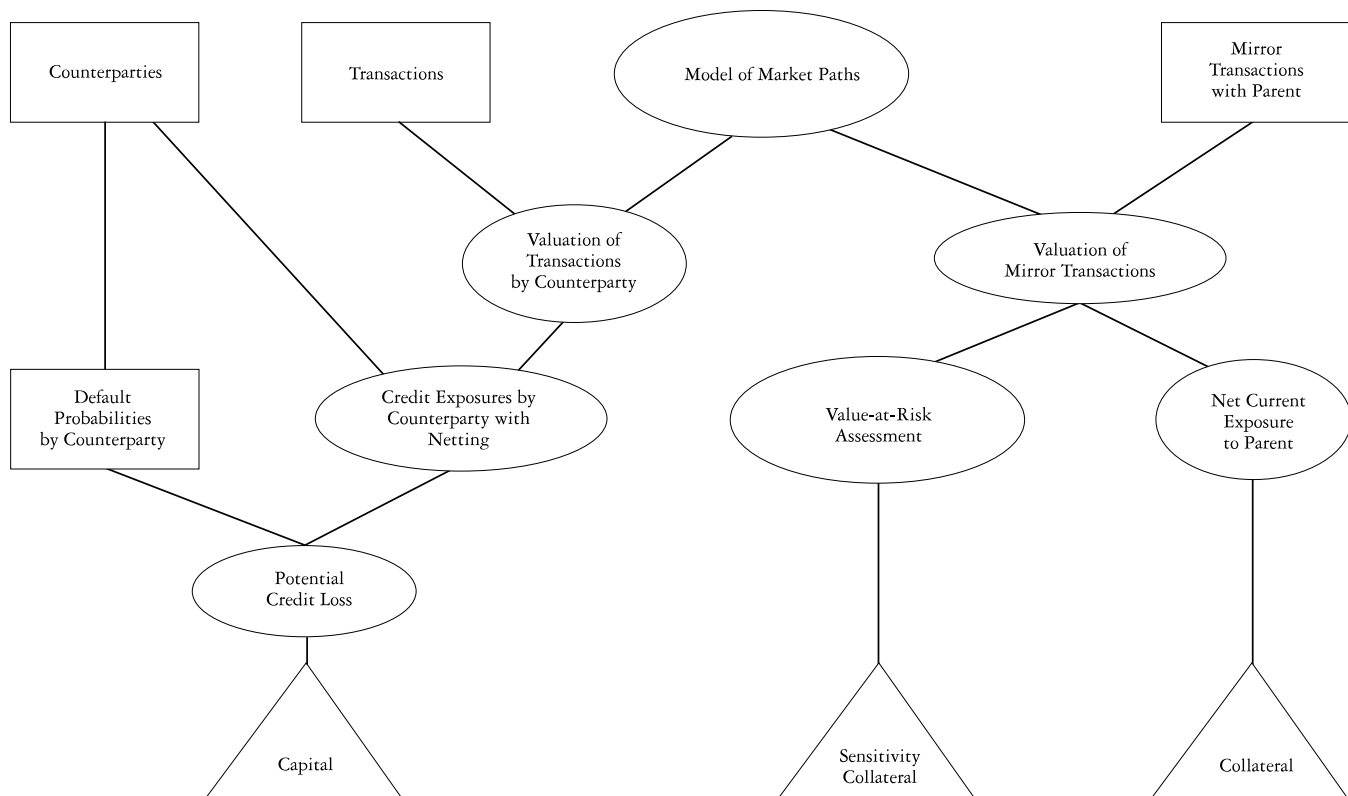 Counterparties
Transactions
Model of Market Paths
Mirror
Transactions
with Parent
Valuation of
Transactions
by Counterparty
Valuation of
Mirror Transactions
Default
Probabilities
by Counterparty
Credit Exposures by
Counterparty with
Netting
Value-at-Risk
Assessment
Net Current
Exposure
to Parent
Potential
Credit Loss
Capital
Sensitivity
Collateral
Collateral